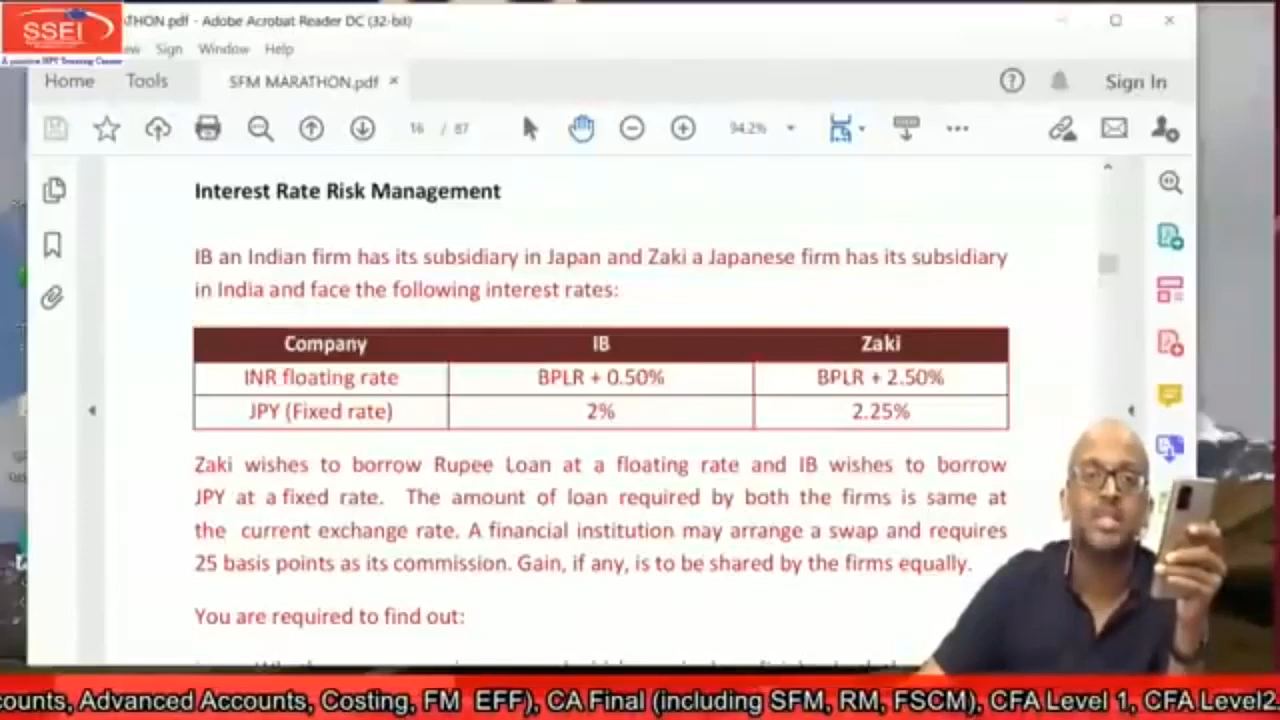 SSEI
THON.pdf - Adobe Acrobat Reader DC (32-bit)
Sign Window Help
Home Tools SFM MARATHON.pdf ×
Sign In
16 / 87
94.2%
Interest Rate Risk Management
IB an Indian firm has its subsidiary in Japan and Zaki a Japanese firm has its subsidiary
in India and face the following interest rates:
Company IB Zaki
INR floating rate BPLR + 0.50% BPLR + 2.50%
JPY (Fixed rate) 2% 2.25%
Zaki wishes to borrow Rupee Loan at a floating rate and IB wishes to borrow
JPY at a fixed rate. The amount of loan required by both the firms is same at
the current exchange rate. A financial institution may arrange a swap and requires
25 basis points as its commission. Gain, if any, is to be shared by the firms equally.
You are required to find out:
counts, Advanced Accounts, Costing, FM EFF), CA Final (including SFM, RM, FSCM), CFA Level 1, CFA Level2